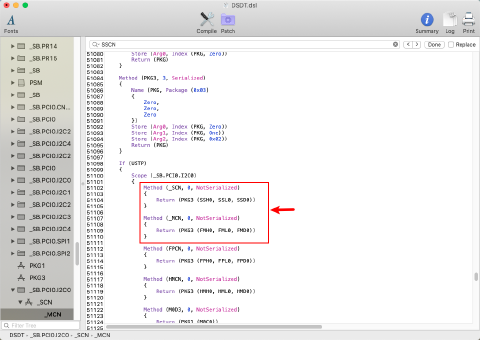 DSDT.dsl
Fonts
Compile
Patch
Summary
Log
Print
SSCN
Done
Replace
_SB.PR14
_SB.PR15
_SB
PSM
_SB
_SB.PCI0.CN...
_SB.PCI0
_SB.PCI0.I2C2
_SB.PCI0.I2C4
_SB.PCI0.I2C2
_SB.PCI0
_SB.PCI0.I2C0
_SB.PCI0.I2C1
_SB.PCI0.I2C2
_SB.PCI0.I2C3
_SB.PCI0.I2C4
_SB.PCI0.SPI1
_SB.PCI0.SPI2
PKG1
PKG3
_SB.PCI0.I2C0
_SCN
_MCN
Filter Tree
51080 Store (Arg0, Index (PKG, Zero))
51081 Return (PKG)
51082 }
51083
51084 Method (PKG3, 3, Serialized)
51085 {
51086 Name (PKG, Package (0x03)
51087 {
51088 Zero,
51089 Zero,
51090 Zero
51091 })
51092 Store (Arg0, Index (PKG, Zero))
51093 Store (Arg1, Index (PKG, One))
51094 Store (Arg2, Index (PKG, 0x02))
51095 Return (PKG)
51096 }
51097
51098 If (USTP)
51099 {
51100 Scope (_SB.PCI0.I2C0)
51101 {
51102 Method (_SCN, 0, NotSerialized)
51103 {
51104 Return (PKG3 (SSH0, SSL0, SSD0))
51105 }
51106
51107 Method (_MCN, 0, NotSerialized)
51108 {
51109 Return (PKG3 (FMH0, FML0, FMD0))
51110 }
51111
51112 Method (FPCN, 0, NotSerialized)
51113 {
51114 Return (PKG3 (FPH0, FPL0, FPD0))
51115 }
51116
51117 Method (HMCN, 0, NotSerialized)
51118 {
51119 Return (PKG3 (HMH0, HML0, HMD0))
51120 }
51121
51122 Method (M0D3, 0, NotSerialized)
51123 {
51124 Return (PKG1 (M0C0))
51125
DSDT - _SB.PCI0.I2C0 - _SCN - _MCN